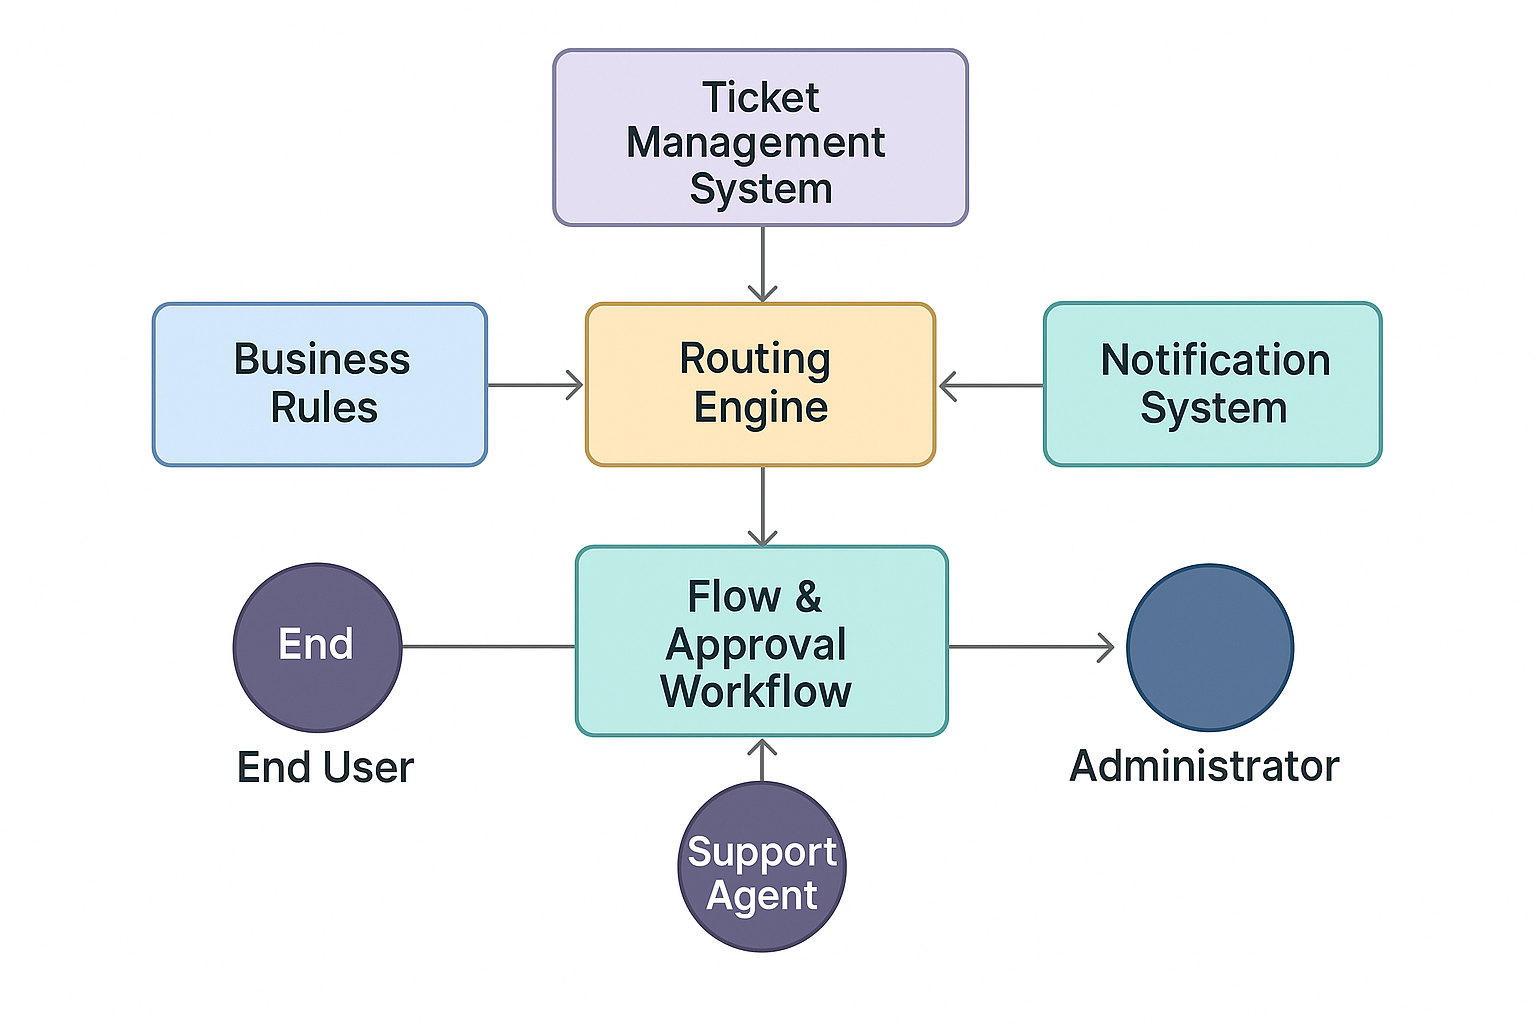 Ticket
Management
System
Business
Rules
Routing
Engine
Notification
System
End
End User
Flow &
Approval
Workflow
Administrator
Support
Agent